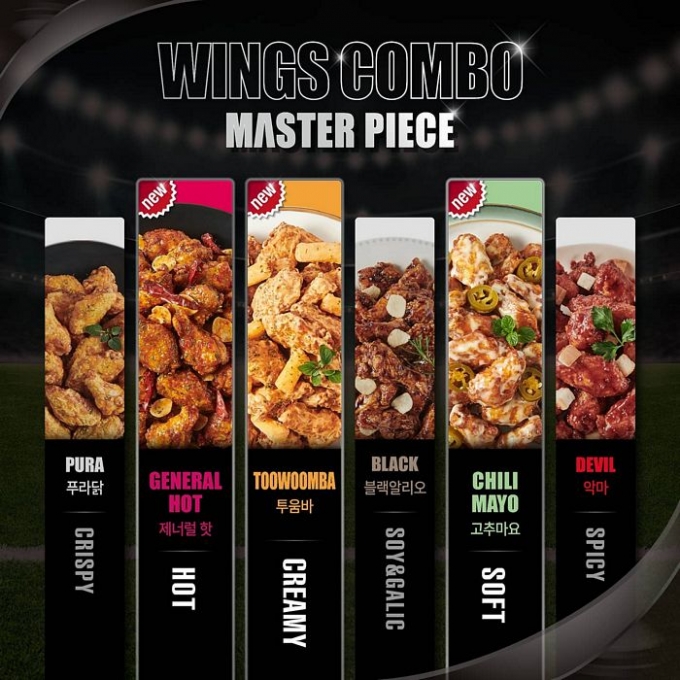 WINGS COMBO
MASTER PIECE
new
new
new
PURA
푸라닭
CRISPY
GENERAL
HOT
제너럴 핫
HOT
TOOWOOMBA
투움바
CREAMY
BLACK
블랙알리오
SOY&GALIC
CHILI
MAYO
고추마요
SOFT
DEVIL
악마
SPICY